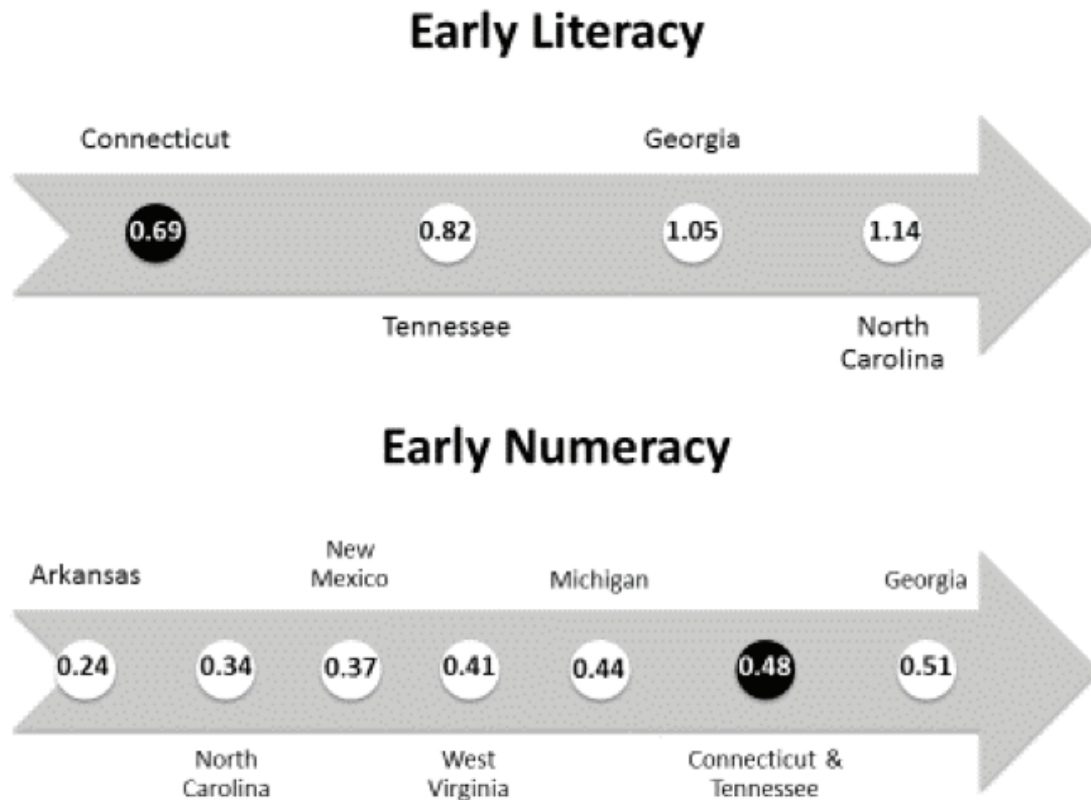 Early Literacy
Connecticut
Georgia
0.69
0.82
1.05
1.14
Tennessee
North
Carolina
Early Numeracy
Arkansas
New
Mexico
Michigan
Georgia
0.24
0.34
0.37
0.41
0.44
0.48
0.51
North
Carolina
West
Virginia
Connecticut &
Tennessee